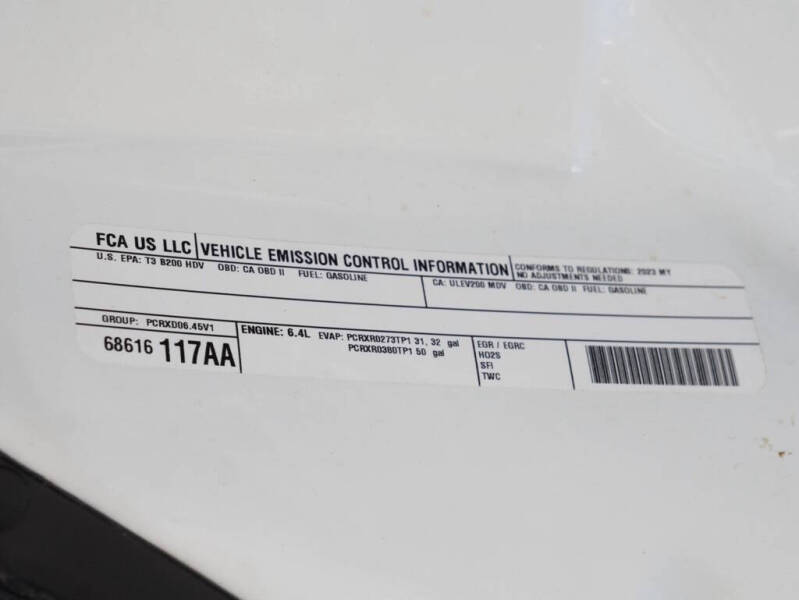 FCA US LLC VEHICLE EMISSION CONTROL INFORMATION CONFORMS TO REGULATIONS: 2023 MY
NO ADJUSTMENTS NEEDED
U.S. EPA: T3 B200 HDV OBD: CA OBD II FUEL: GASOLINE CA: ULEV200 MDV OBD: CA OBD II FUEL: GASOLINE
GROUP: PCRXD06.45V1 ENGINE: 6.4L EVAP: PCRXR0273TP1 31, 32 gal
PCRXR0360TP1 50 gal
68616 117AA
EGR / EGRC
HO2S
SFI
TWC